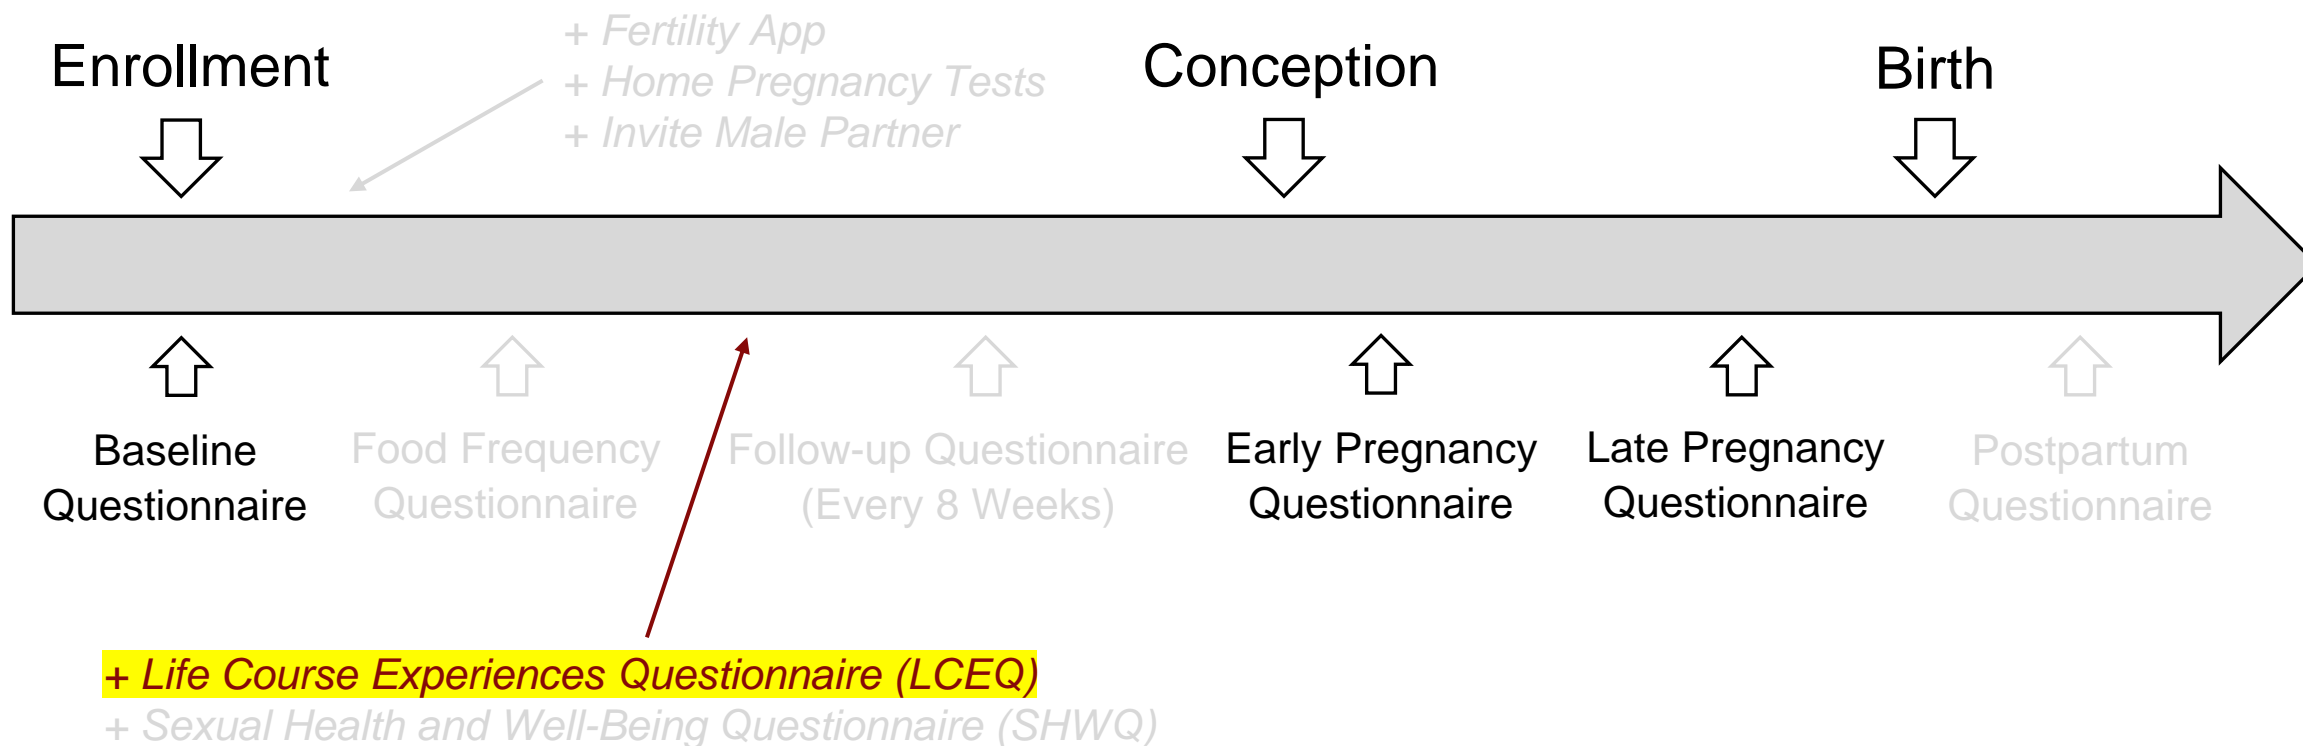 + Fertility App
Enrollment
+ Home Pregnancy Tests
Conception
Birth
+ Invite Male Partner
Baseline
Questionnaire
Food Frequency
Questionnaire
Follow-up Questionnaire
(Every 8 Weeks)
Early Pregnancy
Questionnaire
Late Pregnancy
Questionnaire
Postpartum
Questionnaire
+ Life Course Experiences Questionnaire (LCEQ)
+ Sexual Health and Well-Being Questionnaire (SHWQ)